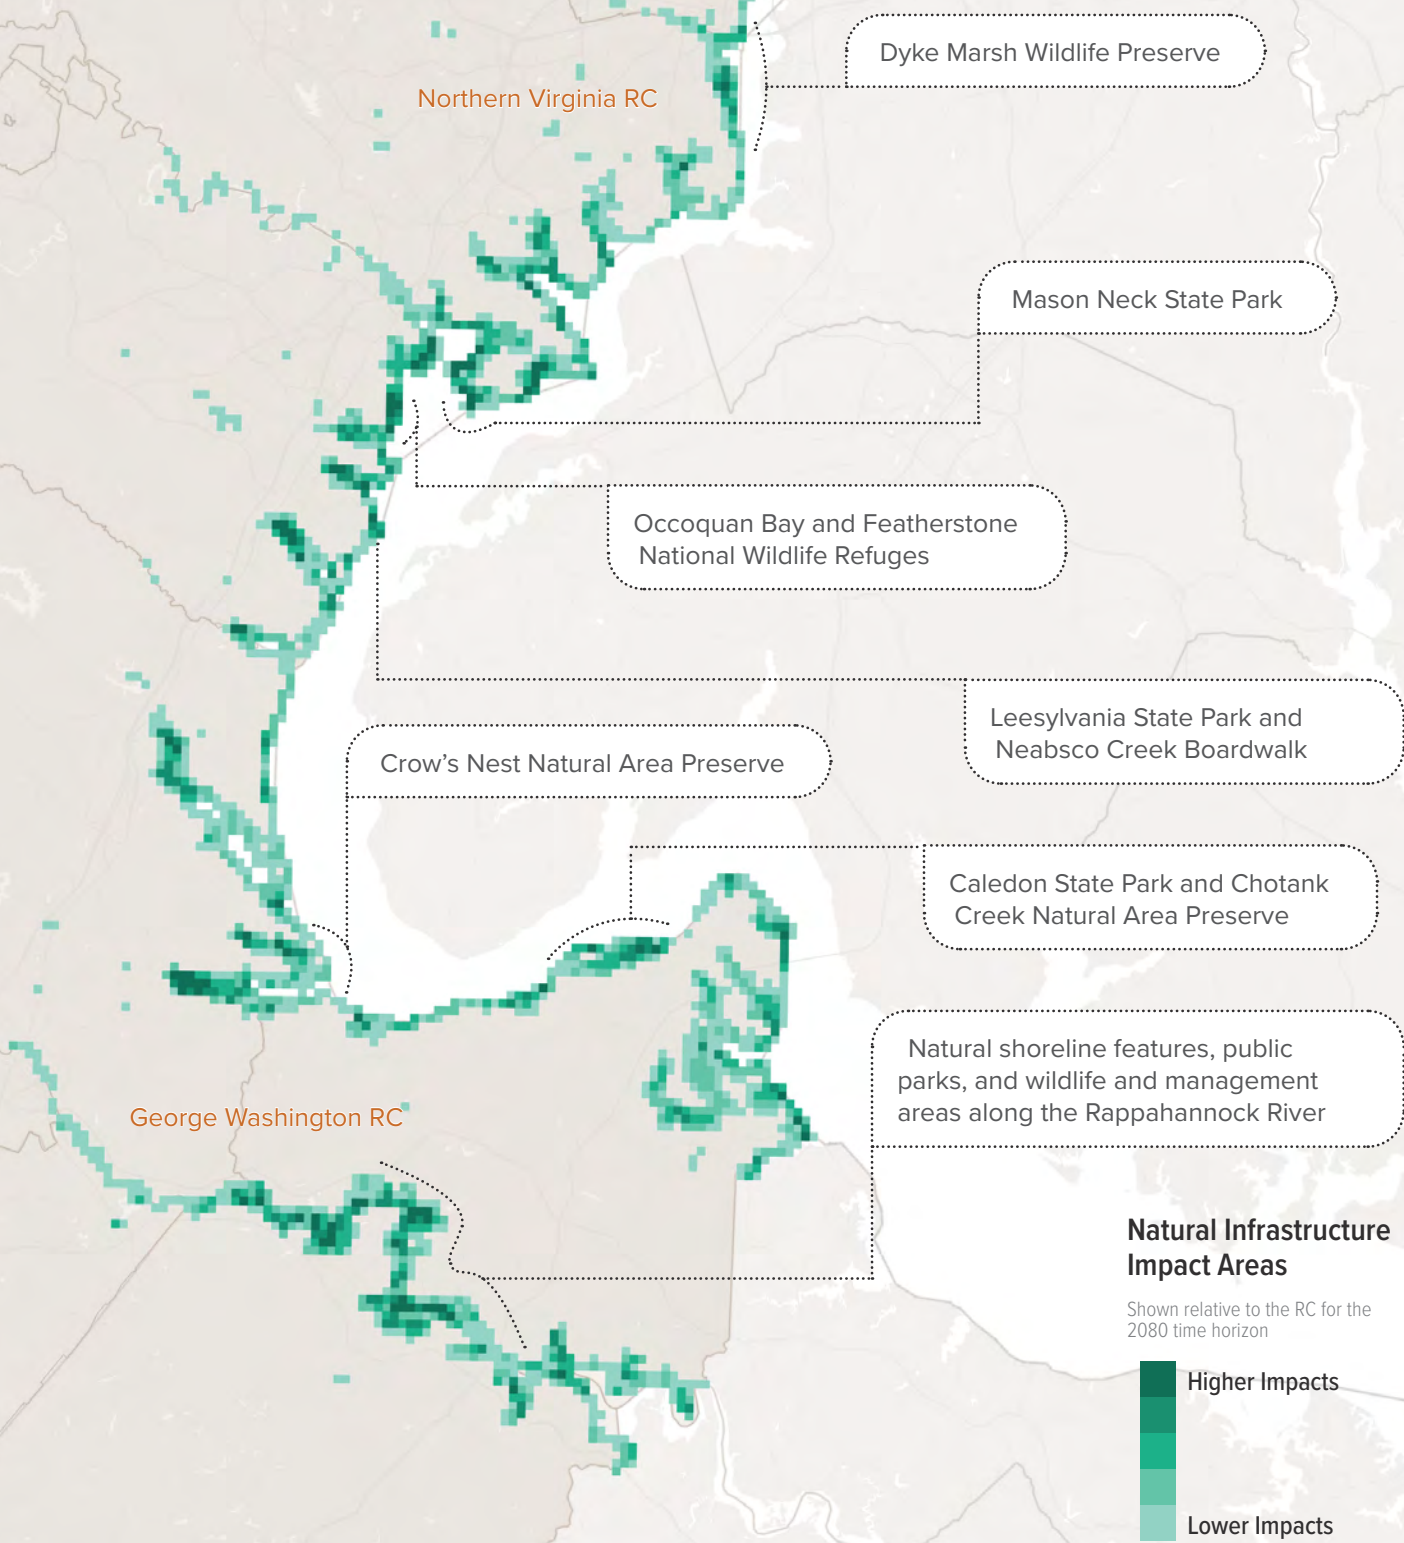 Dyke Marsh Wildlife Preserve
Northern Virginia RC
Mason Neck State Park
Occoquan Bay and Featherstone
National Wildlife Refuges
Leesylvania State Park and
Neabsco Creek Boardwalk
Crow's Nest Natural Area Preserve
Caledon State Park and Chotank
Creek Natural Area Preserve
Natural shoreline features, public
parks, and wildlife and management
areas along the Rappahannock River
George Washington RC
Natural Infrastructure
Impact Areas
Shown relative to the RC for the
2080 time horizon
Higher Impacts
Lower Impacts